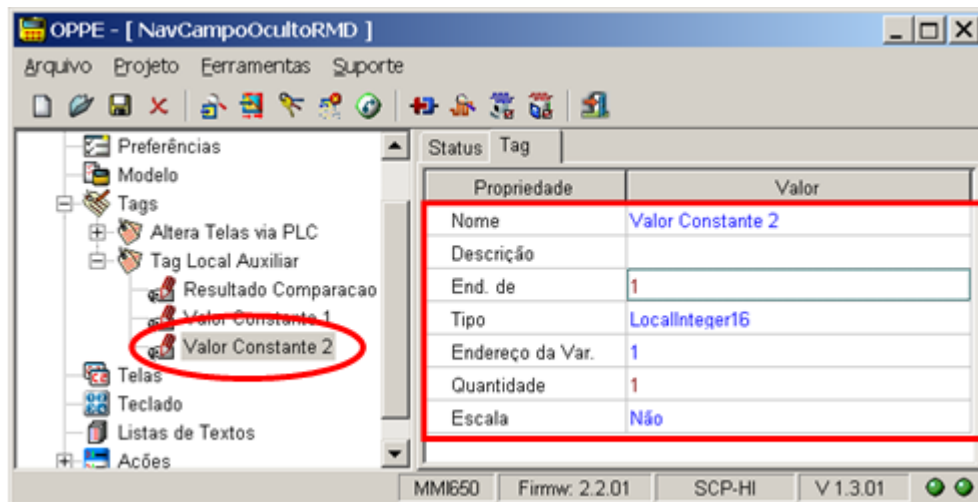 OPPE - [ NavCampoOcultoRMD ]
Arquivo Projeto Ferramentas Suporte
Preferências
Modelo
Tags
Altera Telas via PLC
Tag Local Auxiliar
Resultado Comparacao
Valor Constante 1
Valor Constante 2
Telas
Teclado
Listas de Textos
Ações
Status Tag
Propriedade Valor
Nome Valor Constante 2
Descrição
End. de 1
Tipo LocalInteger16
Endereço da Var. 1
Quantidade 1
Escala Não
MMI650 Firmw: 2.2.01 SCP-HI V 1.3.01